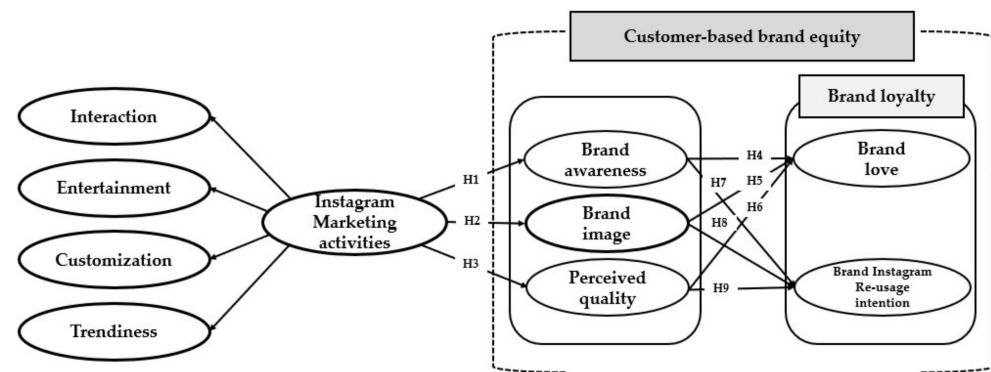 Customer-based brand equity
Brand loyalty
Interaction
Entertainment
Customization
Trendiness
Instagram
Marketing
activities
H1
H2
H3
Brand
awareness
Brand
image
Perceived
quality
H4
H7
H5
H6
H8
H9
Brand
love
Brand Instagram
Re-usage
intention